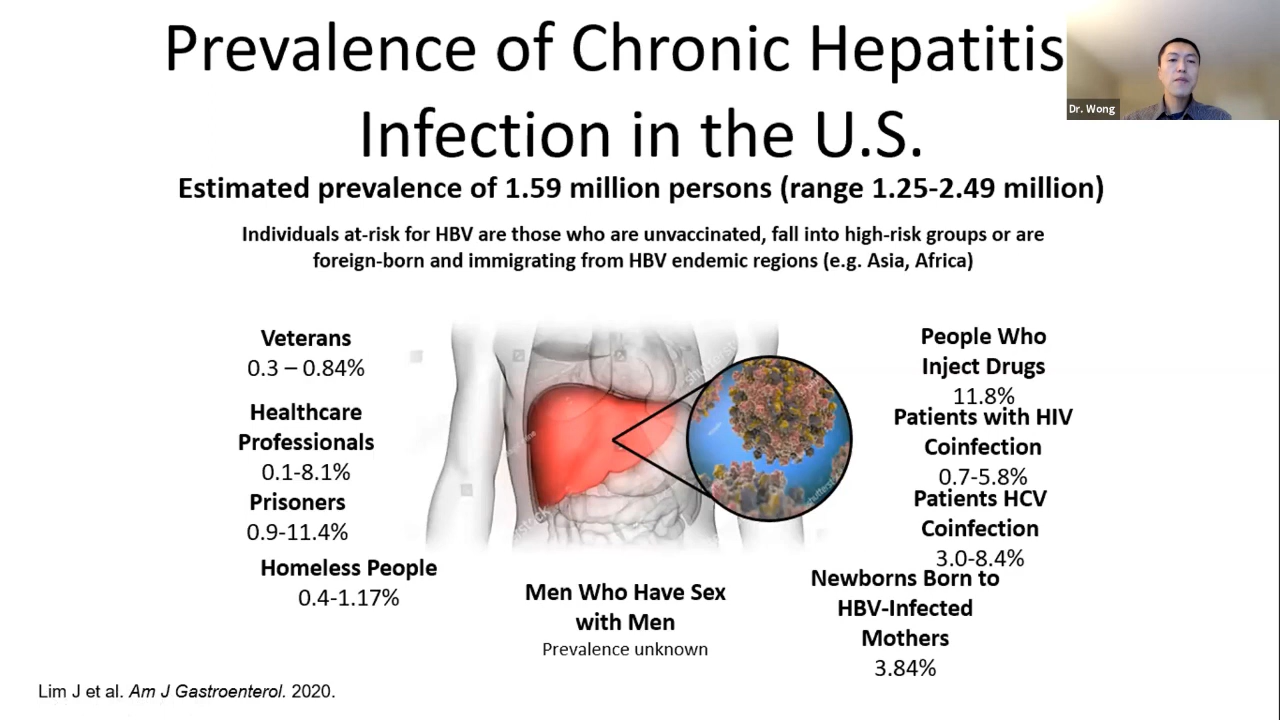 Prevalence of Chronic Hepatitis
Infection in the U.S.
Dr. Wong
Estimated prevalence of 1.59 million persons (range 1.25-2.49 million)
Individuals at-risk for HBV are those who are unvaccinated, fall into high-risk groups or are
foreign-born and immigrating from HBV endemic regions (e.g. Asia, Africa)
Veterans
0.3 – 0.84%
Healthcare
Professionals
0.1-8.1%
Prisoners
0.9-11.4%
Homeless People
0.4-1.17%
Men Who Have Sex
with Men
Prevalence unknown
People Who
Inject Drugs
11.8%
Patients with HIV
Coinfection
0.7-5.8%
Patients HCV
Coinfection
3.0-8.4%
Newborns Born to
HBV-Infected
Mothers
3.84%
Lim J et al. Am J Gastroenterol. 2020.